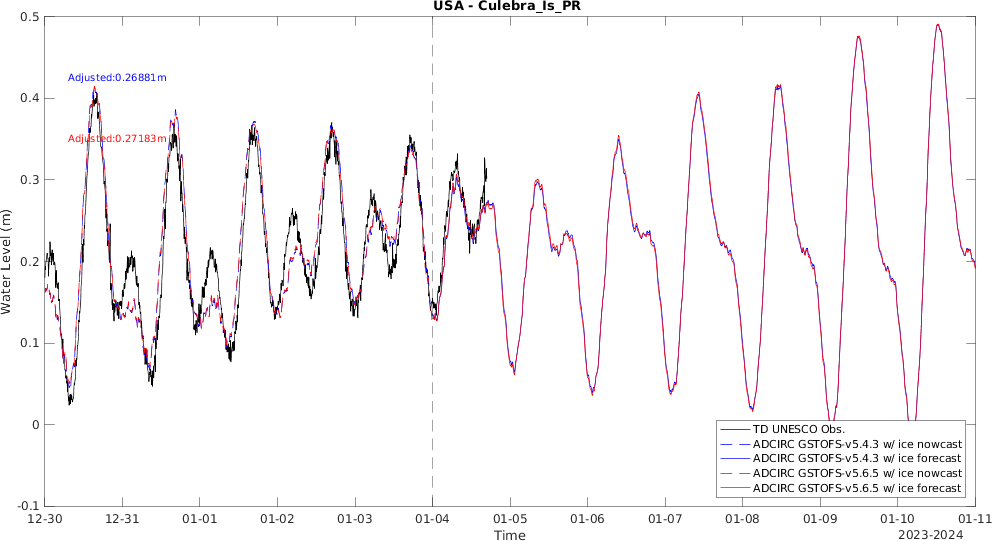 USA - Culebra_Is_PR
0.5
Adjusted:0.26881m
0.4
Adjusted:0.27183m
0.3
Water Level (m)
0.2
0.1
0
TD UNESCO Obs.
ADCIRC GSTOFS-v5.4.3 w/ ice nowcast
ADCIRC GSTOFS-v5.4.3 w/ ice forecast
ADCIRC GSTOFS-v5.6.5 w/ ice nowcast
ADCIRC GSTOFS-v5.6.5 w/ ice forecast
-0.1
12-30 12-31 01-01 01-02 01-03 01-04 01-05 01-06 01-07 01-08 01-09 01-10 01-11
Time
2023-2024